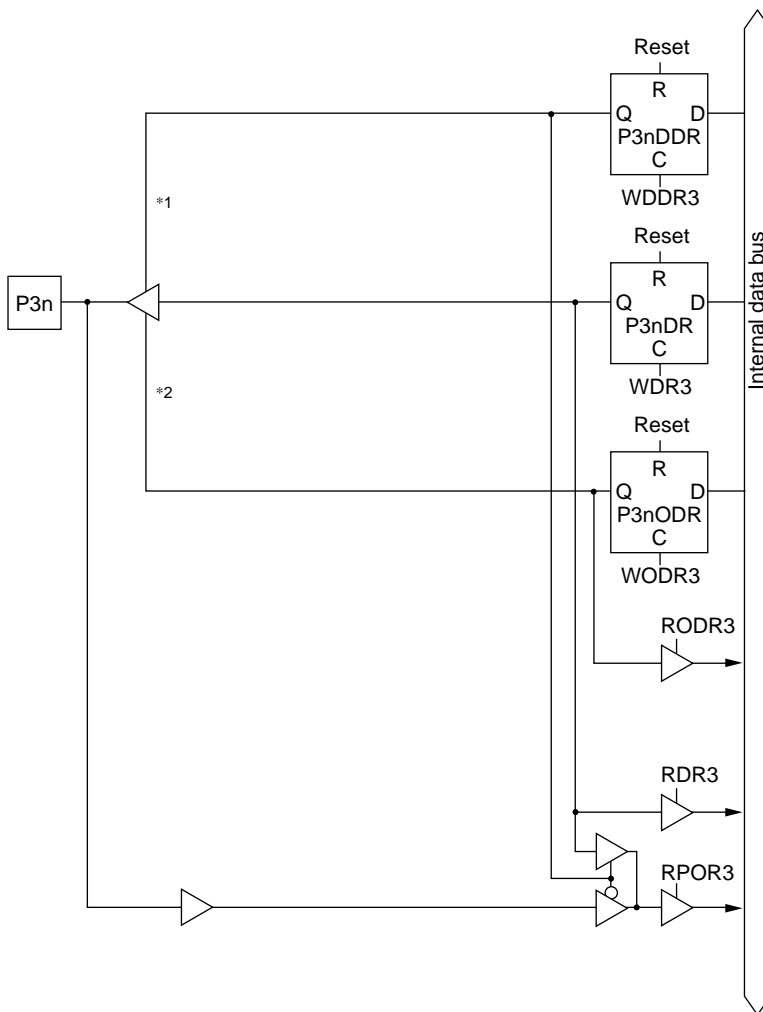 Reset
R
Q D
P3nDDR
C
WDDR3
*1
Reset
R
P3n
Q D
P3nDR
C
WDR3
*2
Internal data bus
Reset
R
Q D
P3nODR
C
WODR3
RODR3
RDR3
RPOR3